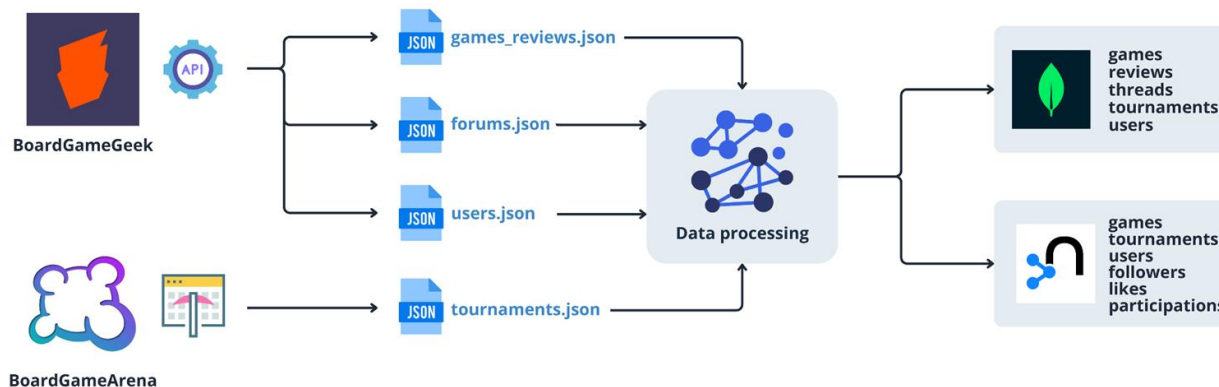 API
BoardGameGeek
JSON
games_reviews.json
JSON
forums.json
JSON
users.json
BoardGameArena
JSON
tournaments.json
Data processing
games
reviews
threads
tournaments
users
games
tournaments
users
followers
likes
participations